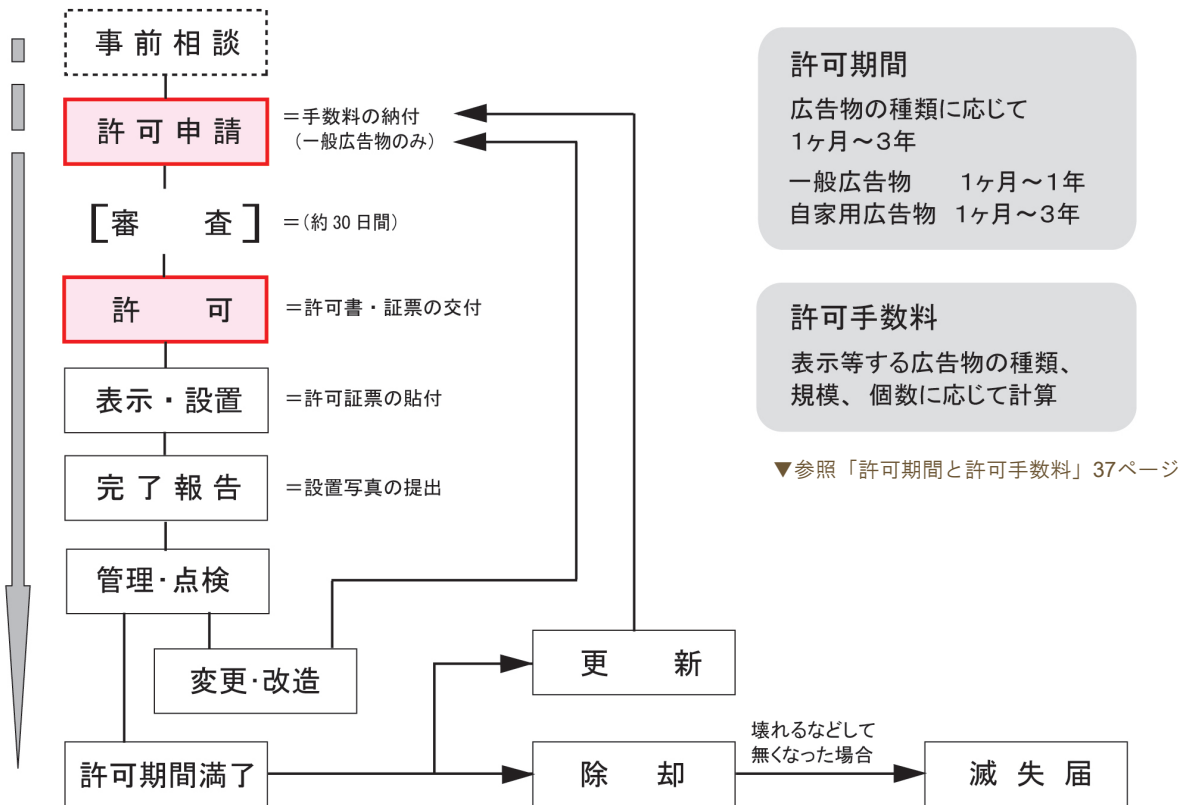 事前相談
許可申請
=手数料の納付
(一般広告物のみ)
[審 査]
=(約30日間)
許 可
=許可書・証票の交付
表示・設置
=許可証票の貼付
完了報告
=設置写真の提出
管理・点検
変更・改造
許可期間満了
更 新
除 却
壊れるなどして
無くなった場合
滅失届
許可期間
広告物の種類に応じて
1ヶ月～3年
一般広告物 1ヶ月～1年
自家用広告物 1ヶ月～3年
許可手数料
表示等する広告物の種類、
規模、個数に応じて計算
▼参照「許可期間と許可手数料」37ページ